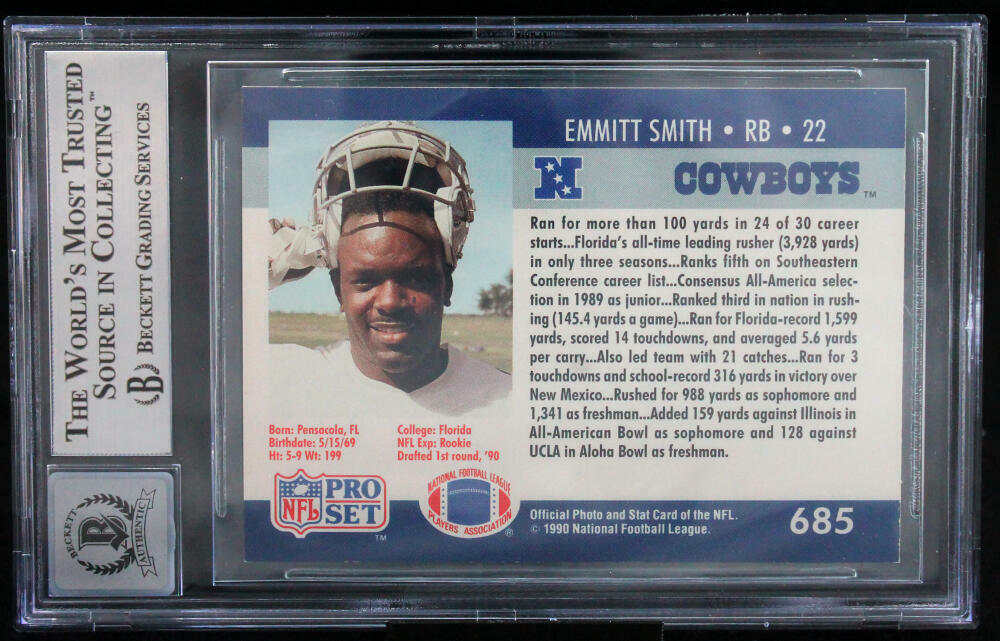 THE WORLD'S MOST TRUSTED
SOURCE IN COLLECTING™
B BECKETT GRADING SERVICES
BECKETT
B
AUTHENTIC
EMMITT SMITH • RB • 22
N COWBOYS™
Ran for more than 100 yards in 24 of 30 career
starts...Florida's all-time leading rusher (3,928 yards)
in only three seasons...Ranks fifth on Southeastern
Conference career list...Consensus All-America selec-
tion in 1989 as junior...Ranked third in nation in rush-
ing (145.4 yards a game)...Ran for Florida-record 1,599
yards, scored 14 touchdowns, and averaged 5.6 yards
per carry...Also led team with 21 catches...Ran for 3
touchdowns and school-record 316 yards in victory over
New Mexico...Rushed for 988 yards as sophomore and
1,341 as freshman...Added 159 yards against Illinois in
All-American Bowl as sophomore and 128 against
UCLA in Aloha Bowl as freshman.
Born: Pensacola, FL
Birthdate: 5/15/69
Ht: 5-9 Wt: 199
College: Florida
NFL Exp: Rookie
Drafted 1st round, '90
NFL PRO SET™
NATIONAL FOOTBALL LEAGUE
PLAYERS ASSOCIATION®
Official Photo and Stat Card of the NFL.
© 1990 National Football League.
685